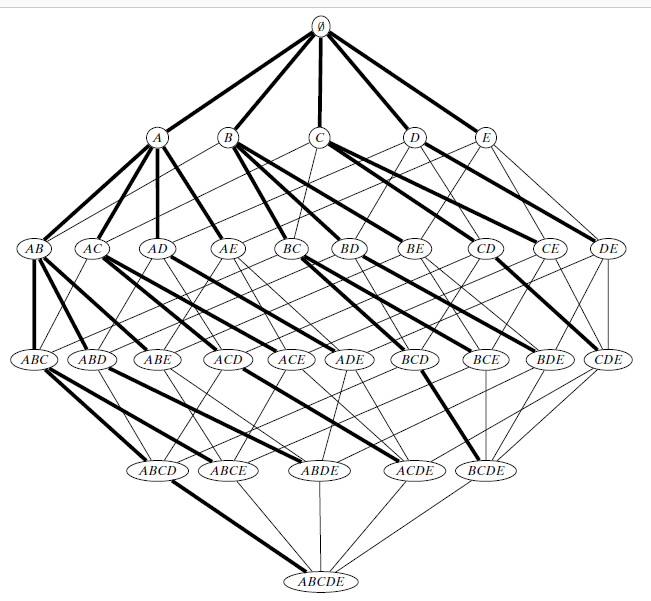 ∅
A B C D E
AB AC AD AE BC BD BE CD CE DE
ABC ABD ABE ACD ACE ADE BCD BCE BDE CDE
ABCD ABCE ABDE ACDE BCDE
ABCDE